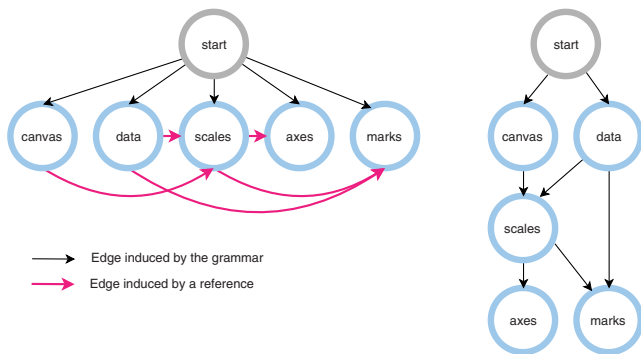 start
canvas
data
scales
axes
marks
Edge induced by the grammar
Edge induced by a reference
start
canvas
data
scales
axes
marks